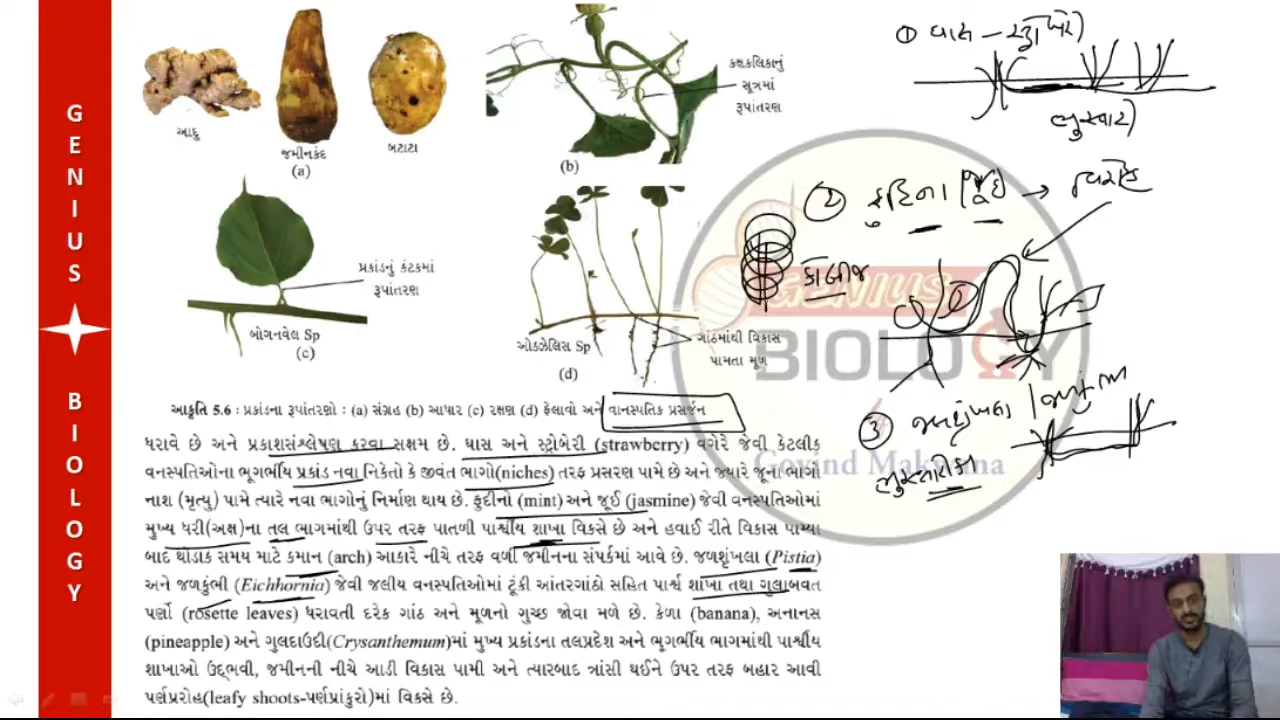 GENIUS
BIOLOGY
આદુ
જમીનકંદ
બટાટા
(a)
કક્ષકલિકાનું
સૂત્રમાં
રૂપાંતરણ
(b)
પ્રકાંડનું કંટકમાં
રૂપાંતરણ
બોગનવેલ Sp
(c)
ઓક્ઝેલિસ Sp
ગાંઠમાંથી વિકાસ
પામતા મૂળ
(d)
આકૃતિ 5.6 : પ્રકાંડના રૂપાંતરણો : (a) સંગ્રહ (b) આધાર (c) રક્ષણ (d) ફેલાવો અને વાનસ્પતિક પ્રસર્જન
ધરાવે છે અને પ્રકાશસંશ્લેષણ કરવા સક્ષમ છે. ઘાસ અને સ્ટ્રોબેરી (strawberry) વગેરે જેવી કેટલીક
વનસ્પતિઓના ભૂગર્ભીય પ્રકાંડ નવા નિકેતો કે જીવંત ભાગો(niches) તરફ પ્રસરણ પામે છે અને જ્યારે જૂના ભાગો
નાશ (મૃત્યુ) પામે ત્યારે નવા ભાગોનું નિર્માણ થાય છે. ફુદીનો (mint) અને જૂઈ (jasmine) જેવી વનસ્પતિઓમાં
મુખ્ય ધરી(અક્ષ)ના તલ ભાગમાંથી ઉપર તરફ પાતળી પાર્શ્વીય શાખા વિકસે છે અને હવાઈ રીતે વિકાસ પામ્યા
બાદ થોડાક સમય માટે કમાન (arch) આકારે નીચે તરફ વળી જમીનના સંપર્કમાં આવે છે. જળશૃંખલા (Pistia)
અને જળકુંભી (Eichhornia) જેવી જલીય વનસ્પતિઓમાં ટૂંકી આંતરગાંઠો સહિત પાર્શ્વ શાખા તથા ગુલાબવત
પર્ણો (rosette leaves) ધરાવતી દરેક ગાંઠ અને મૂળનો ગુચ્છ જોવા મળે છે. કેળા (banana), અનાનસ
(pineapple) અને ગુલદાઉદી(Crysanthemum)માં મુખ્ય પ્રકાંડના તલપ્રદેશ અને ભૂગર્ભીય ભાગમાંથી પાર્શ્વીય
શાખાઓ ઉદ્ભવી, જમીનની નીચે આડી વિકાસ પામી અને ત્યારબાદ ત્રાંસી થઈને ઉપર તરફ બહાર આવી
પર્ણપ્રરોહ(leafy shoots-પર્ણપ્રાંકુરો)માં વિકસે છે.
① ઘાસ –
② ફુદિના / જૂઈ →
③
GENIUS
BIOLOGY
Govind Makwana